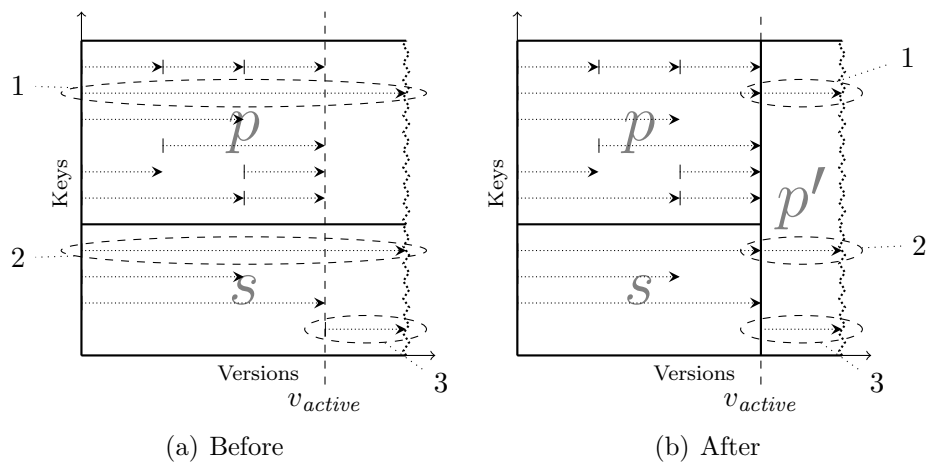 1
p
Keys
2
s
3
Versions
v_active
(a) Before
1
p
p′
Keys
2
s
3
Versions
v_active
(b) After